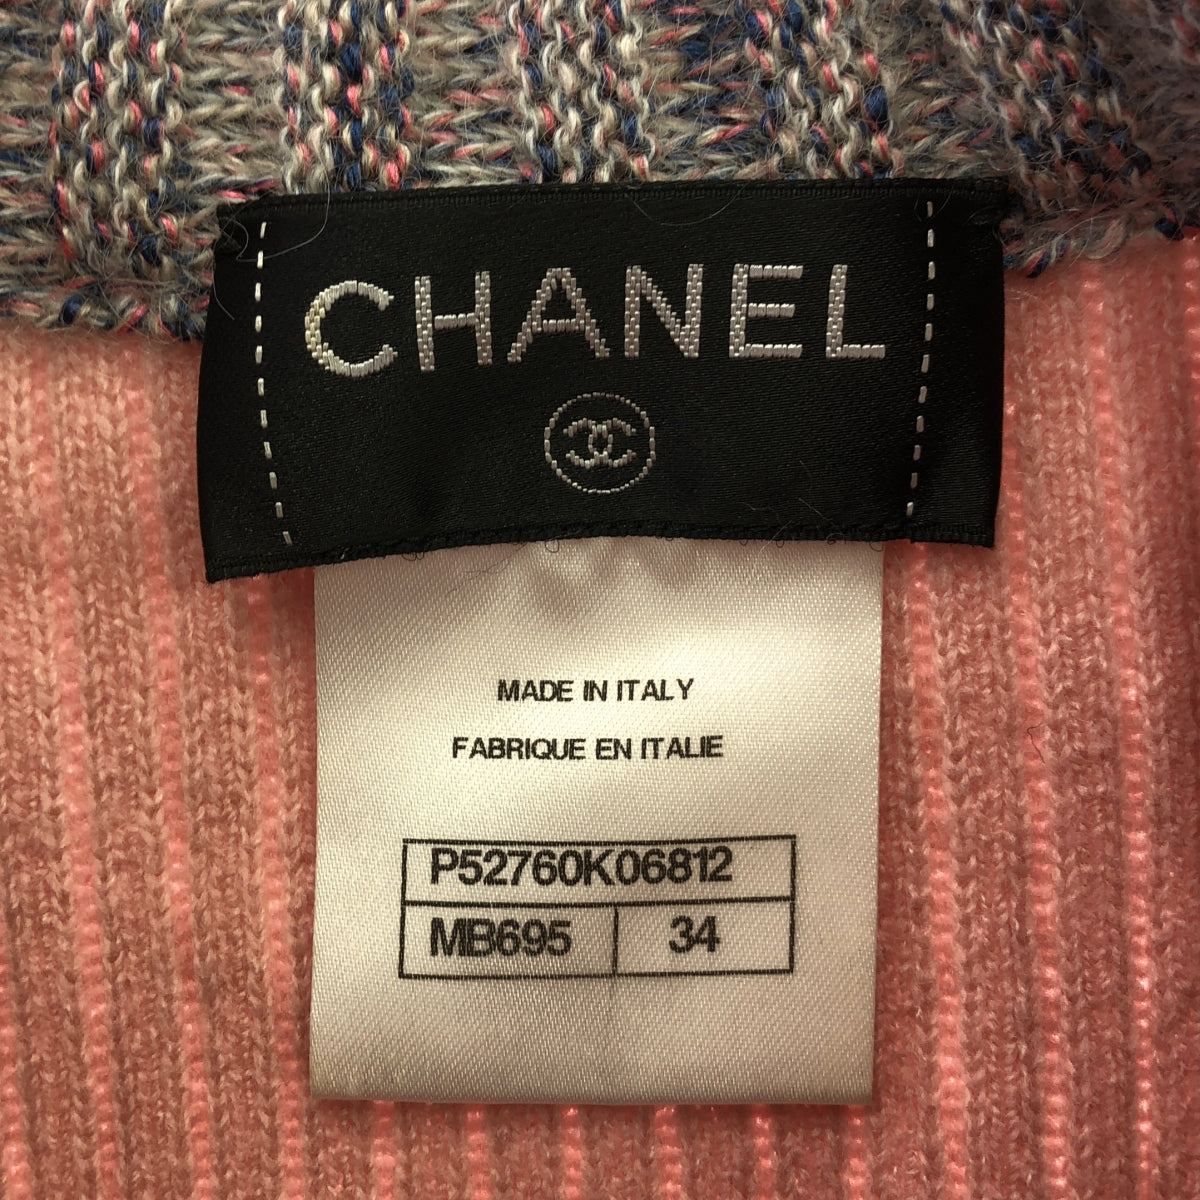 CHANEL
MADE IN ITALY
FABRIQUE EN ITALIE
P52760K06812
MB695 34